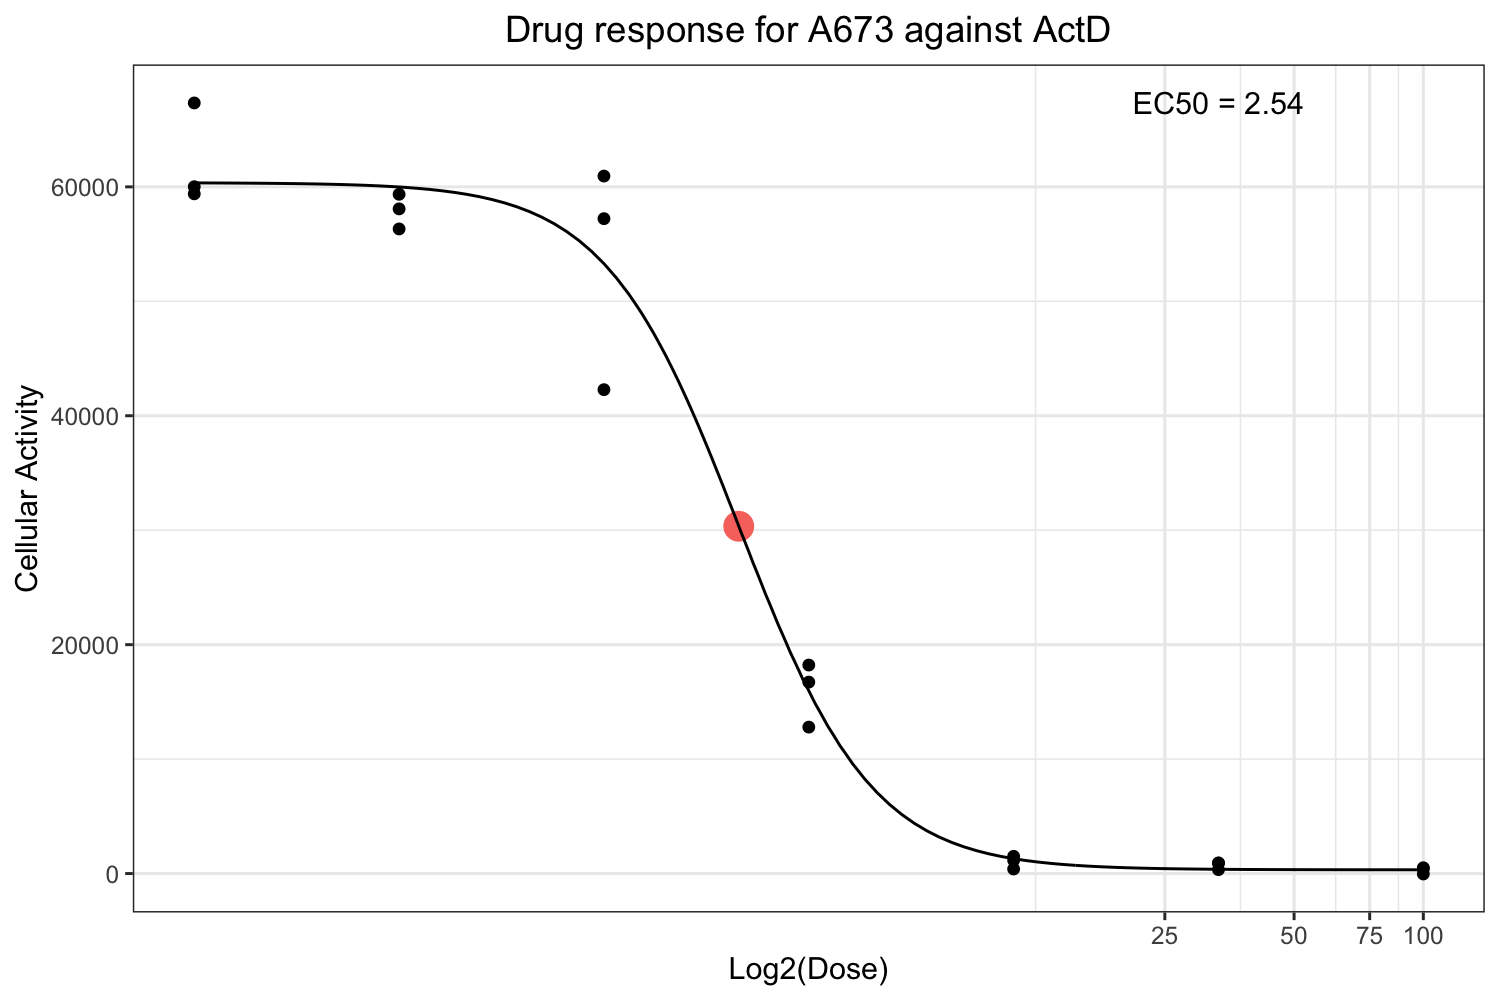 Drug response for A673 against ActD
EC50 = 2.54
60000
40000
20000
0
Cellular Activity
25 50 75 100
Log2(Dose)